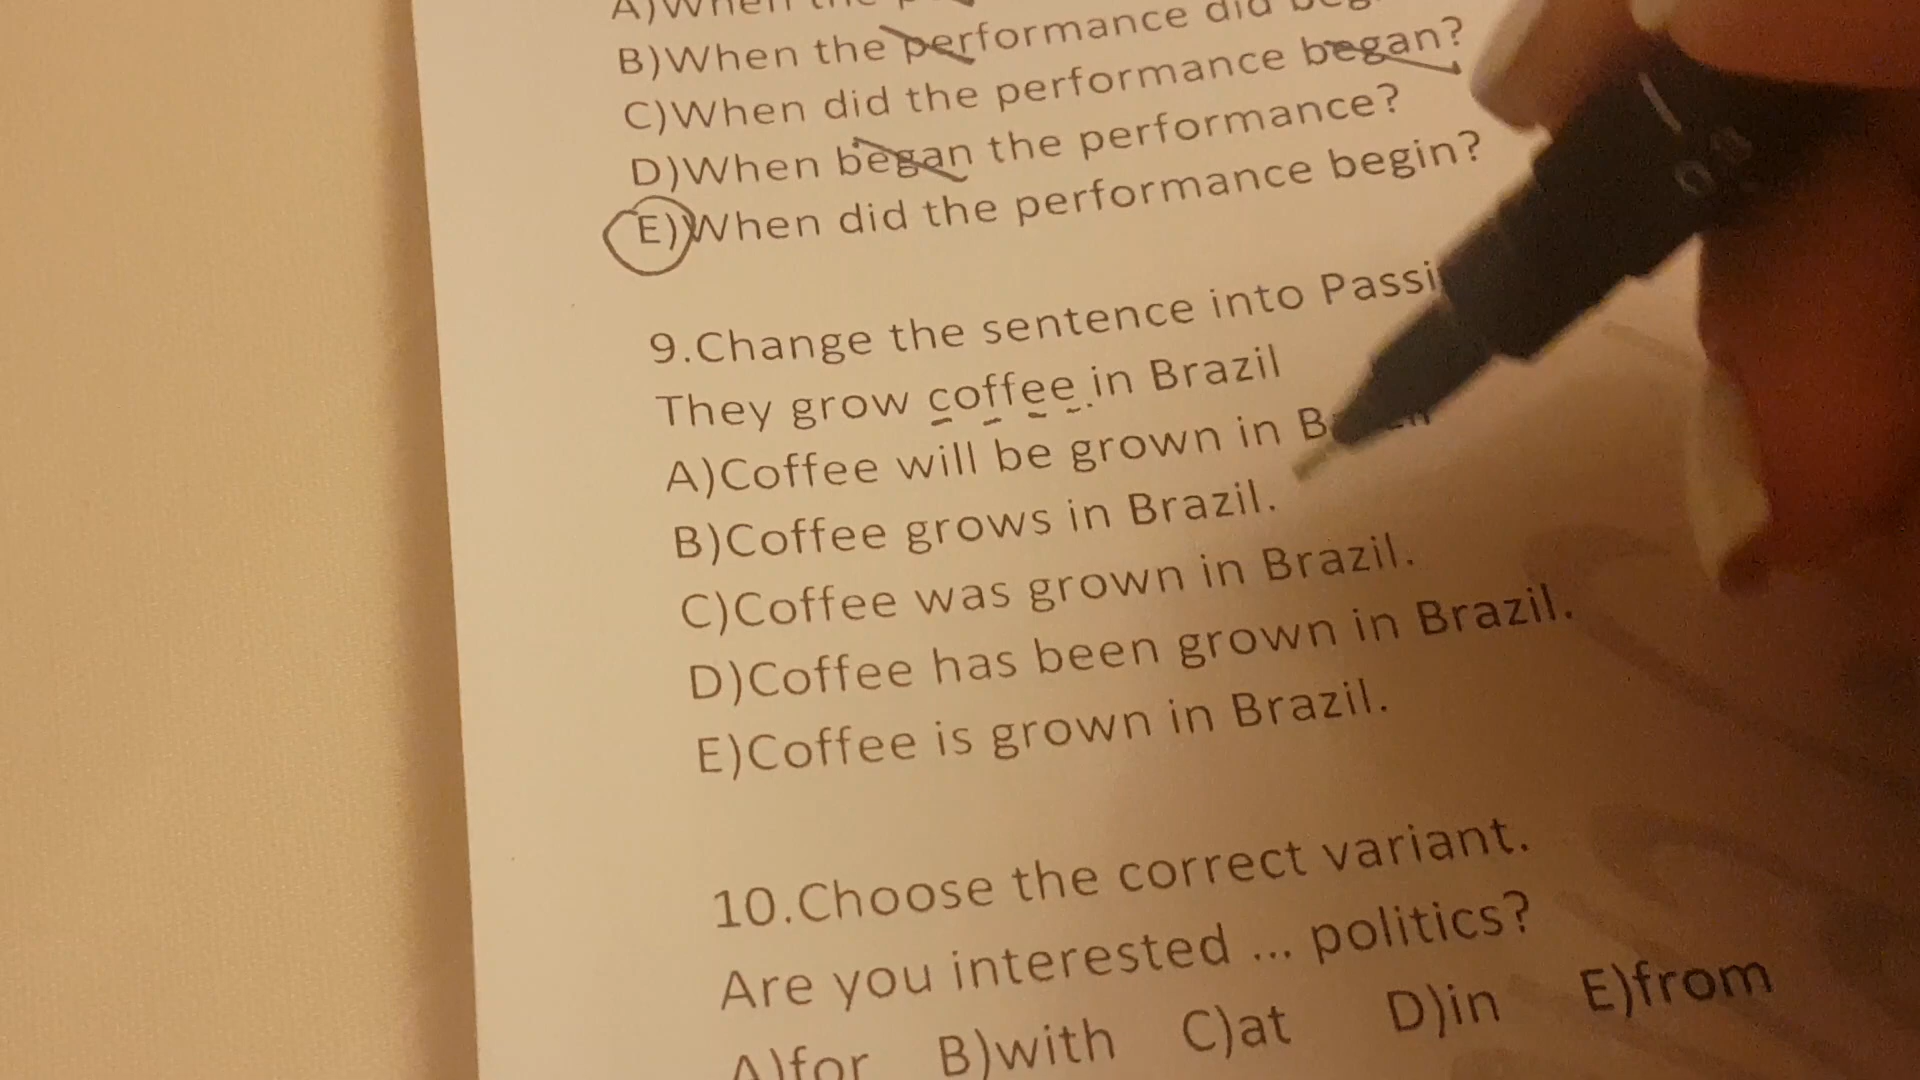 A)When the
B)When the performance did
C)When did the performance began?
D)When began the performance?
E)When did the performance begin?
9.Change the sentence into
They grow coffee in Brazil
A)Coffee will be grown in
B)Coffee grows in Brazil.
C)Coffee was grown in Brazil.
D)Coffee has been grown in Brazil.
E)Coffee is grown in Brazil.
10.Choose the correct variant.
Are you interested ... politics?
A)for B)with C)at D)in E)from